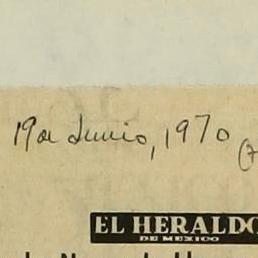 19 de Junio, 1970
EL HERALDO
DE MEXICO